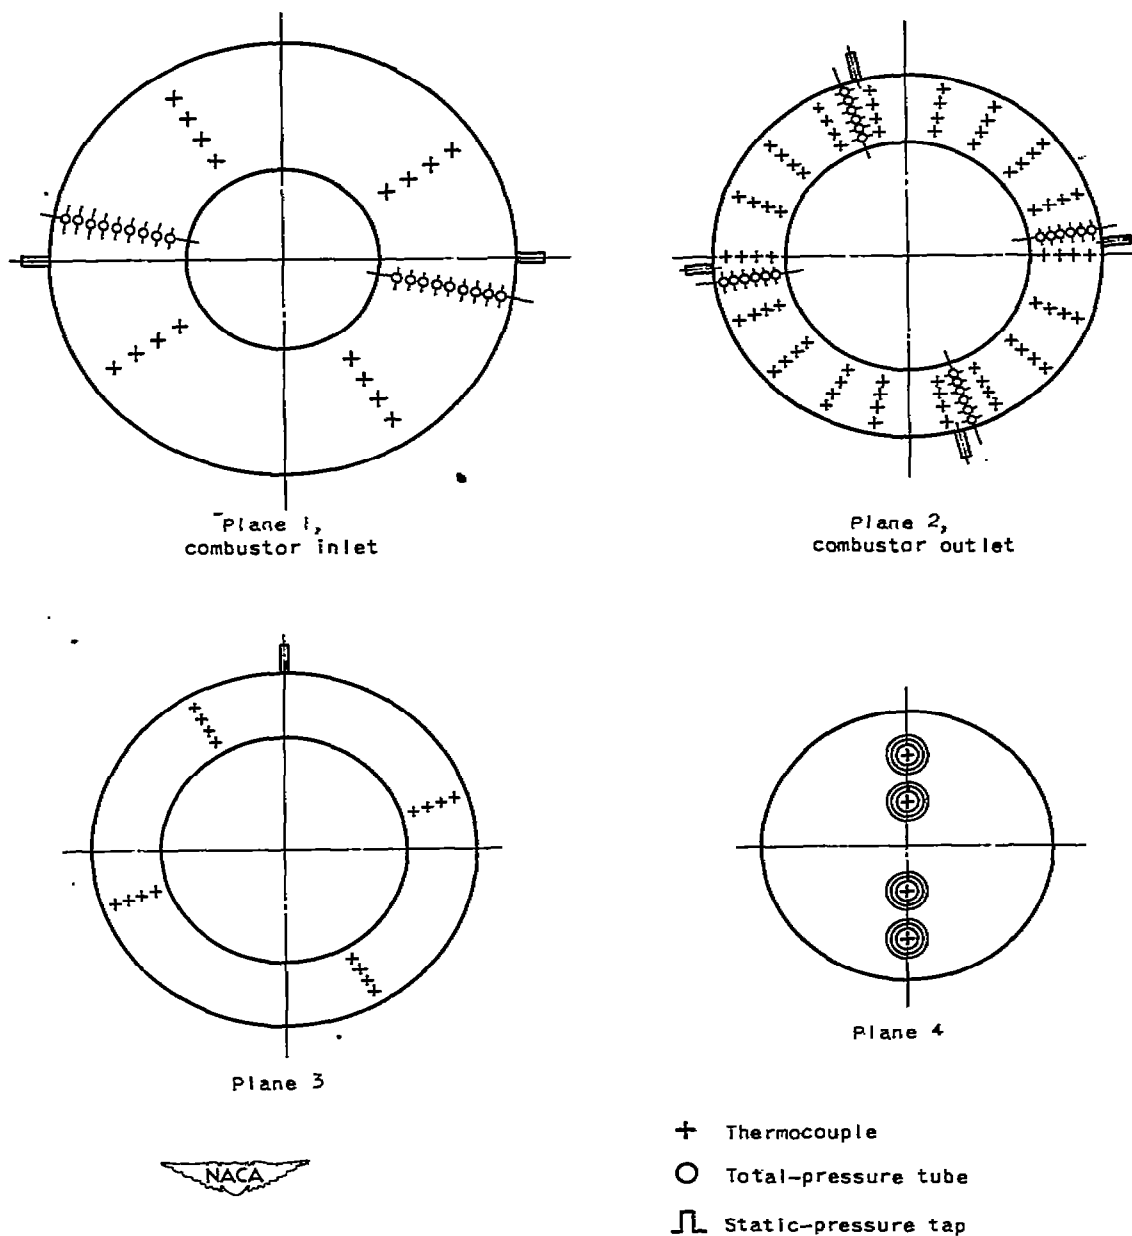 Plane 1,
combustor inlet
Plane 2,
combustor outlet
Plane 3
Plane 4
NACA
Thermocouple
Total-pressure tube
Static-pressure tap